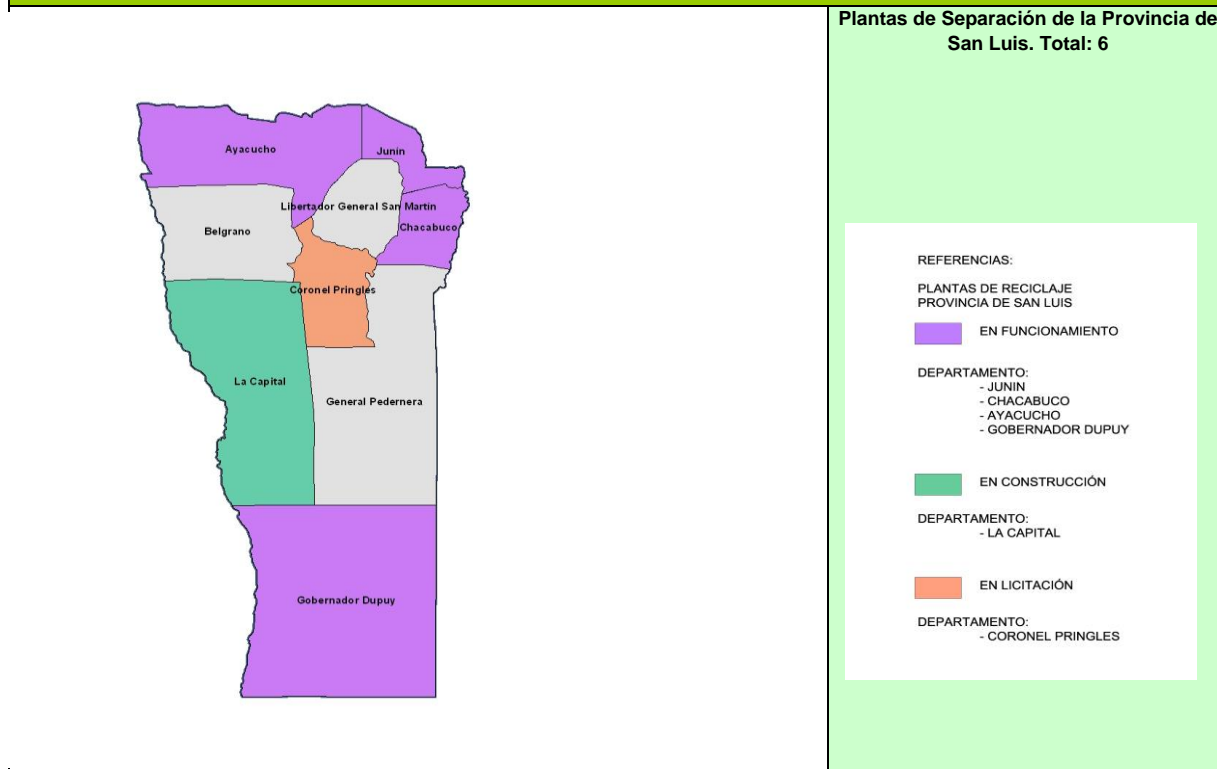 Plantas de Separación de la Provincia de
San Luis. Total: 6
Ayacucho
Junin
Libertador General San Martín
Chacabuco
Belgrano
Coronel Pringles
La Capital
General Pedernera
Gobernador Dupuy
REFERENCIAS:
PLANTAS DE RECICLAJE
PROVINCIA DE SAN LUIS
EN FUNCIONAMIENTO
DEPARTAMENTO:
- JUNIN
- CHACABUCO
- AYACUCHO
- GOBERNADOR DUPUY
EN CONSTRUCCIÓN
DEPARTAMENTO:
- LA CAPITAL
EN LICITACIÓN
DEPARTAMENTO:
- CORONEL PRINGLES